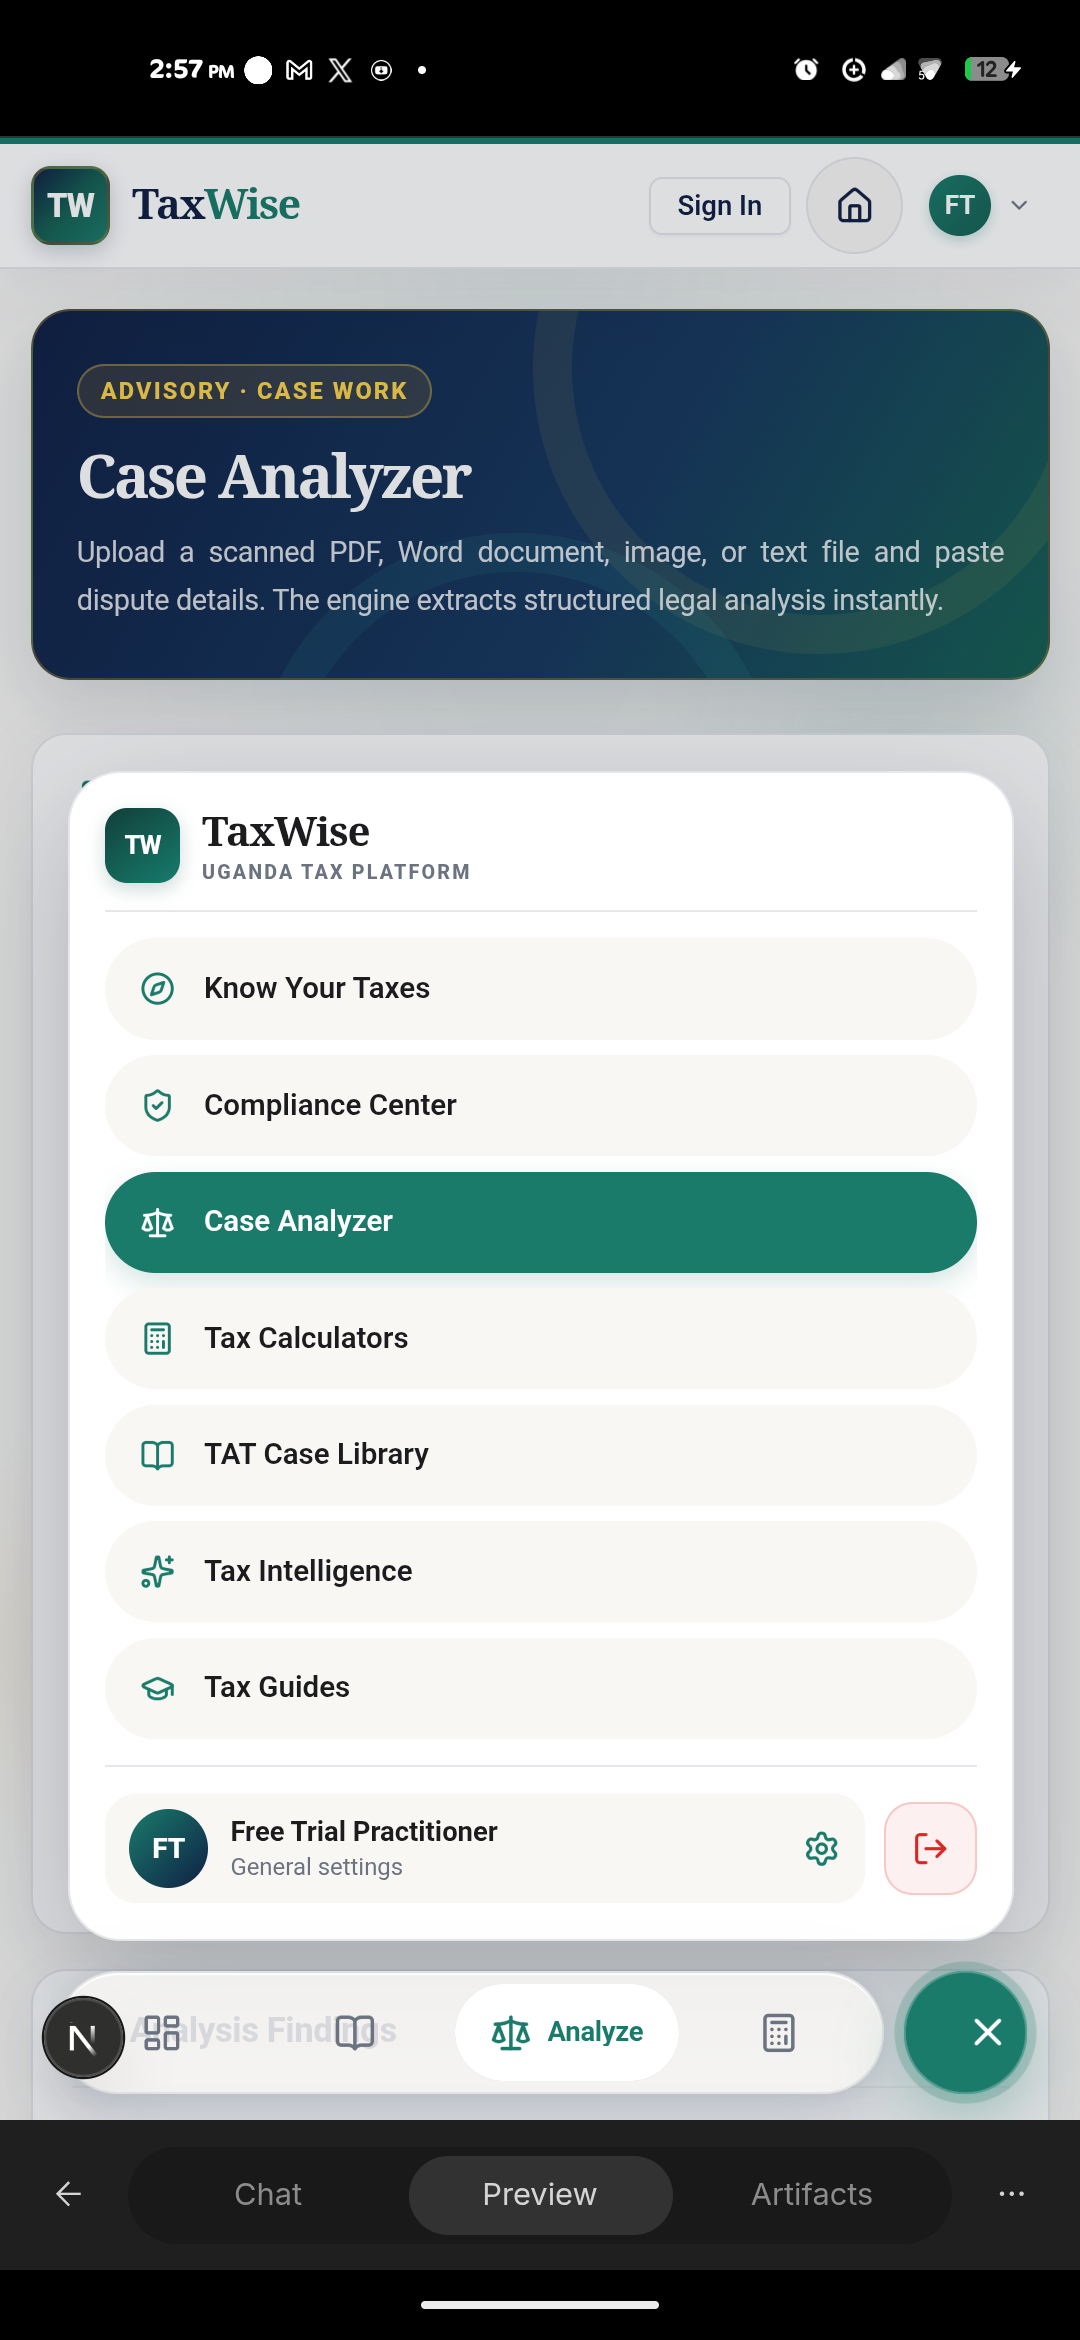 2:57 PM
12
TW
TaxWise
Sign In
FT
ADVISORY · CASE WORK
Case Analyzer
Upload a scanned PDF, Word document, image, or text file and paste
dispute details. The engine extracts structured legal analysis instantly.
TW
TaxWise
UGANDA TAX PLATFORM
Know Your Taxes
Compliance Center
Case Analyzer
Tax Calculators
TAT Case Library
Tax Intelligence
Tax Guides
FT
Free Trial Practitioner
General settings
N
Analysis Findings
Analyze
Chat
Preview
Artifacts